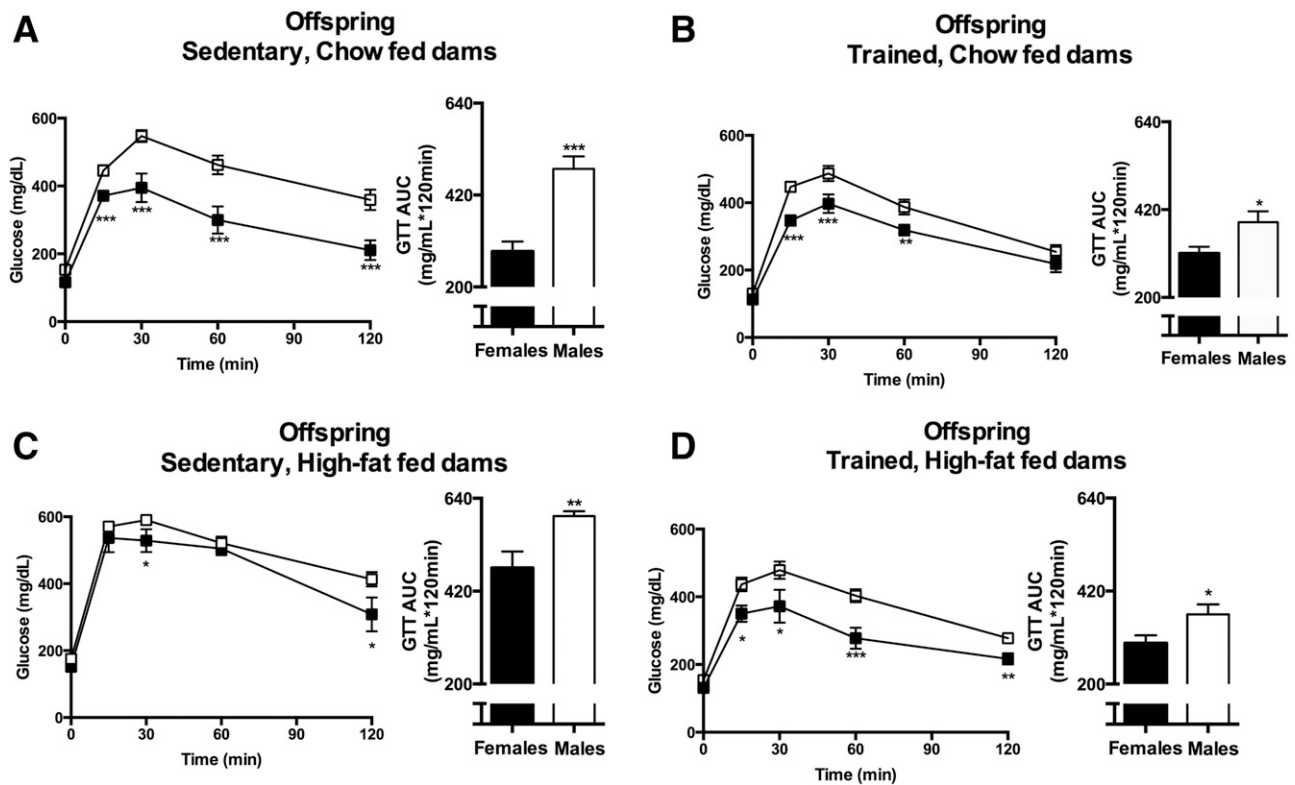 A
Offspring
Sedentary, Chow fed dams
600
400
200
0
Glucose (mg/dL)
***
***
***
***
0
30
60
90
120
Time (min)
640
420
200
GTT AUC
(mg/mL*120min)
***
Females
Males
B
Offspring
Trained, Chow fed dams
600
400
200
0
Glucose (mg/dL)
***
***
**
0
30
60
90
120
Time (min)
640
420
200
GTT AUC
(mg/mL*120min)
*
Females
Males
C
Offspring
Sedentary, High-fat fed dams
600
400
200
0
Glucose (mg/dL)
*
*
0
30
60
90
120
Time (min)
640
420
200
GTT AUC
(mg/mL*120min)
**
Females
Males
D
Offspring
Trained, High-fat fed dams
600
400
200
0
Glucose (mg/dL)
*
*
***
**
0
30
60
90
120
Time (min)
640
420
200
GTT AUC
(mg/mL*120min)
*
Females
Males